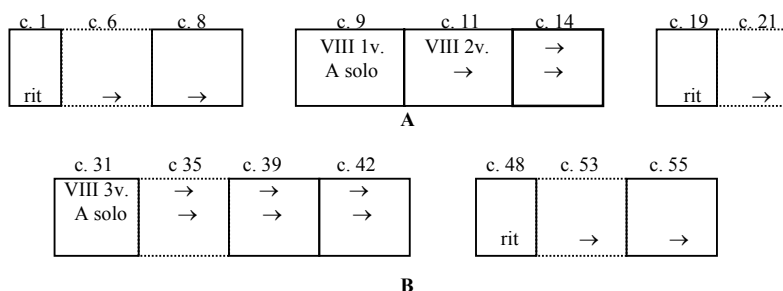 c. 1 c. 6 c. 8 c. 9 c. 11 c. 14 c. 19 c. 21
VIII 1v. VIII 2v. →
A solo → →
rit → → rit →
A
c. 31 c 35 c. 39 c. 42 c. 48 c. 53 c. 55
VIII 3v. → → →
A solo → → →
rit → →
B